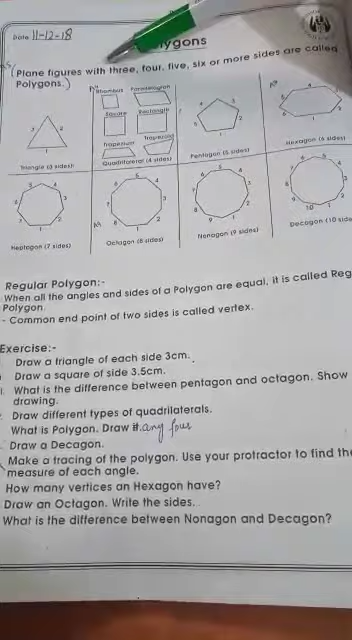 Date 11-12-18
lygons
(Plane figures with three, four, five, six or more sides are called
Polygons.)
Rhombus Parallelogram
Square Rectangle
Trapezium Trapezoid
Triangle (3 sides)
Quadrilateral (4 sides)
Pentagon (5 sides)
Hexagon (6 sides)
Heptagon (7 sides)
Octagon (8 sides)
Nonagon (9 sides)
Decagon (10 side
Regular Polygon:-
When all the angles and sides of a Polygon are equal, it is called Reg
Polygon.
- Common end point of two sides is called vertex.
Exercise:-
Draw a triangle of each side 3cm.
Draw a square of side 3.5cm.
What is the difference between pentagon and octagon. Show
drawing.
Draw different types of quadrilaterals.
What is Polygon. Draw it. any four
Draw a Decagon.
Make a tracing of the polygon. Use your protractor to find the
measure of each angle.
How many vertices an Hexagon have?
Draw an Octagon. Write the sides.
What is the difference between Nonagon and Decagon?